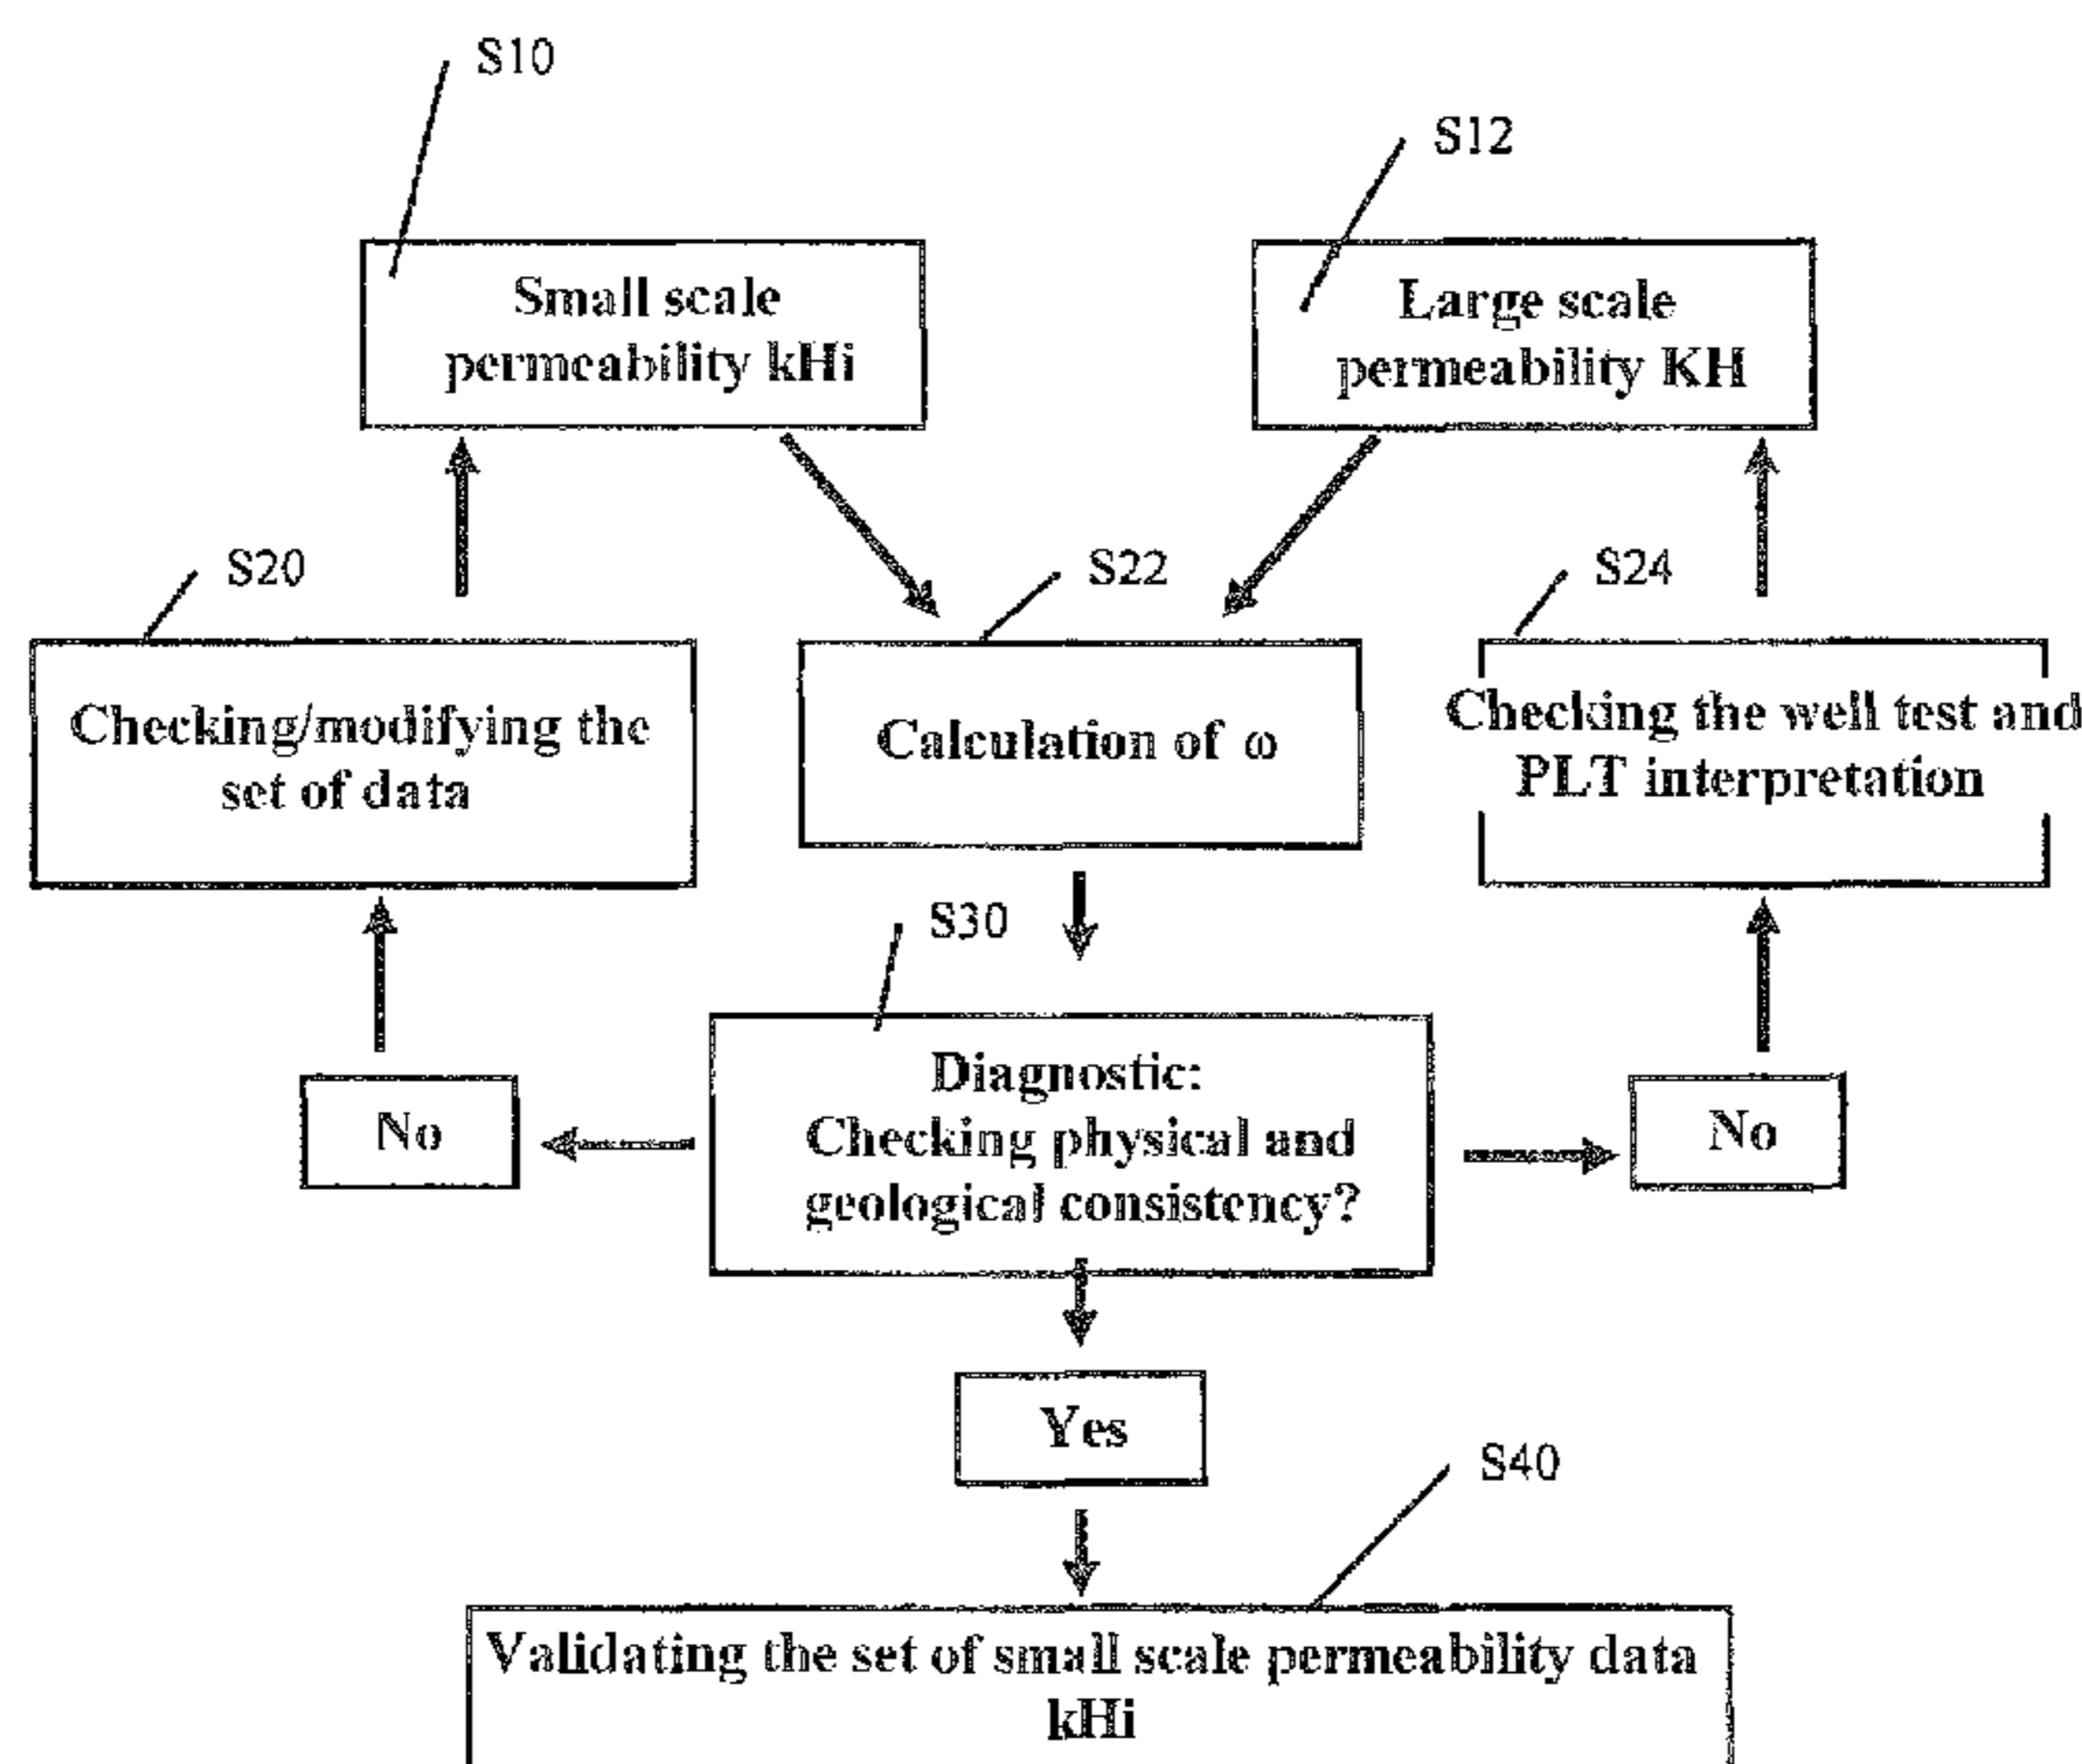 S10
S12
Small scale
permeability kHi
Large scale
permeability KH
S20
S22
S24
Checking/modifying the
set of data
Calculation of ω
Checking the well test and
PLT interpretation
S30
No
Diagnostic:
Checking physical and
geological consistency?
No
Yes
S40
Validating the set of small scale permeability data
kHi